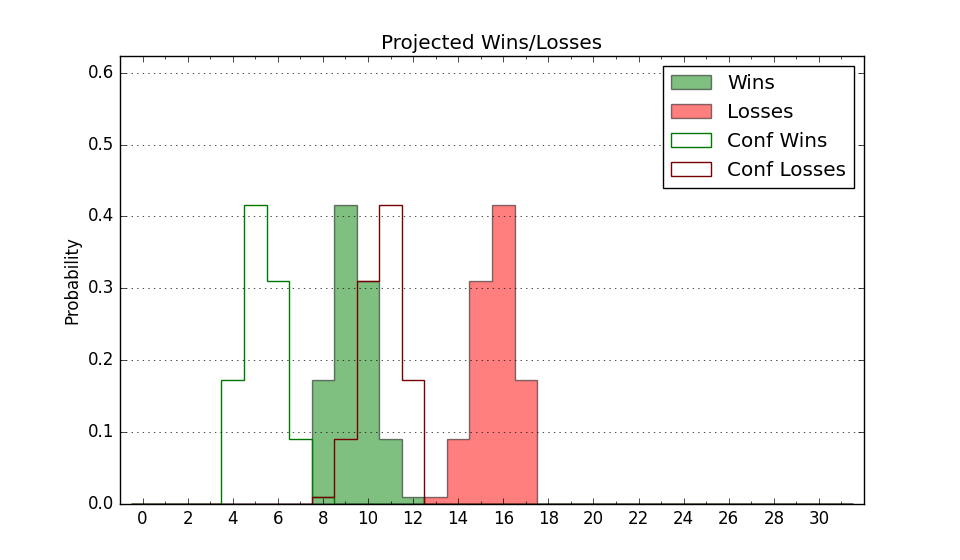 Projected Wins/Losses
Wins
Losses
Conf Wins
Conf Losses
Probability
0.6
0.5
0.4
0.3
0.2
0.1
0.0
0 2 4 6 8 10 12 14 16 18 20 22 24 26 28 30